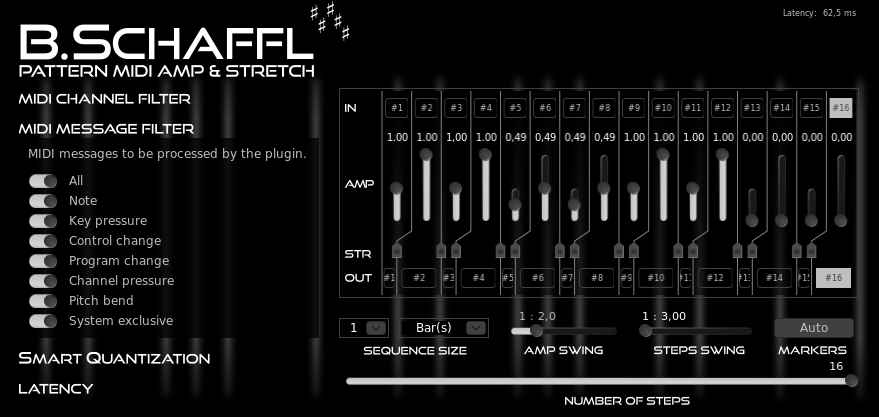 Latency: 62,5 ms
B.SCHAFFL
PATTERN MIDI AMP & STRETCH
MIDI CHANNEL FILTER
MIDI MESSAGE FILTER
MIDI messages to be processed by the plugin.
All
Note
Key pressure
Control change
Program change
Channel pressure
Pitch bend
System exclusive
SMART QUANTIZATION
LATENCY
IN #1 #2 #3 #4 #5 #6 #7 #8 #9 #10 #11 #12 #13 #14 #15 #16
1.00 1.00 1,00 1.00 0,49 0,49 0,49 0,49 1.00 1.00 1.00 1.00 0,00 0,00 0,00 0,00
AMP
STR
OUT #1 #2 #3 #4 #5 #6 #7 #8 #9 #10 #12 #14 #16
1 Bar(s)
SEQUENCE SIZE
1 : 2,0
AMP SWING
1 : 3,00
STEPS SWING
Auto
MARKERS
16
NUMBER OF STEPS